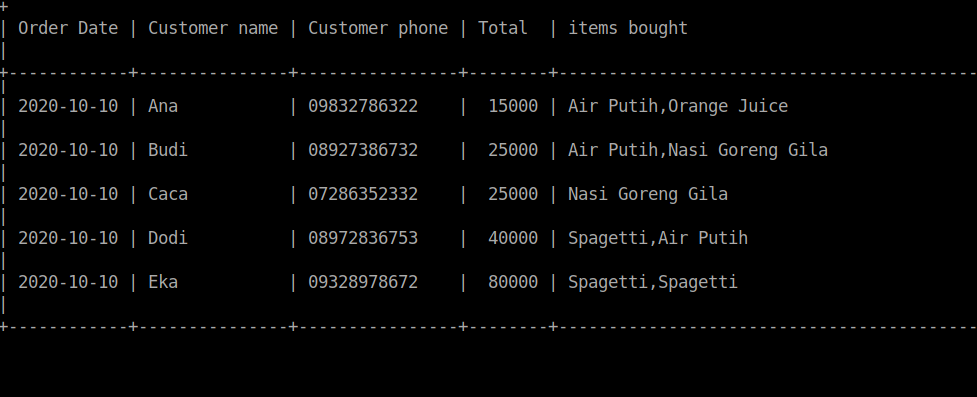 +
| Order Date | Customer name | Customer phone | Total  | items bought
|
+------------+---------------+----------------+--------+------------------------------------------
|
| 2020-10-10 | Ana           | 09832786322    |  15000 | Air Putih,Orange Juice
|
| 2020-10-10 | Budi          | 08927386732    |  25000 | Air Putih,Nasi Goreng Gila
|
| 2020-10-10 | Caca          | 07286352332    |  25000 | Nasi Goreng Gila
|
| 2020-10-10 | Dodi          | 08972836753    |  40000 | Spagetti,Air Putih
|
| 2020-10-10 | Eka           | 09328978672    |  80000 | Spagetti,Spagetti
|
+------------+---------------+----------------+--------+------------------------------------------